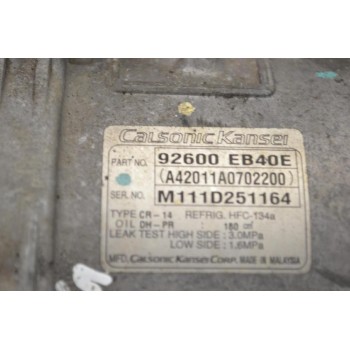 Calsonic Kansei
PART NO. 92600 EB40E
(A42011A0702200)
SER. NO. M111D251164
TYPE CR-14 REFRIG. HFC-134a
OIL DH-PR 180 cm³
LEAK TEST HIGH SIDE : 3.0MPa
LOW SIDE : 1.6MPa
MFD. Calsonic Kansei Corp. MADE IN MALAYSIA